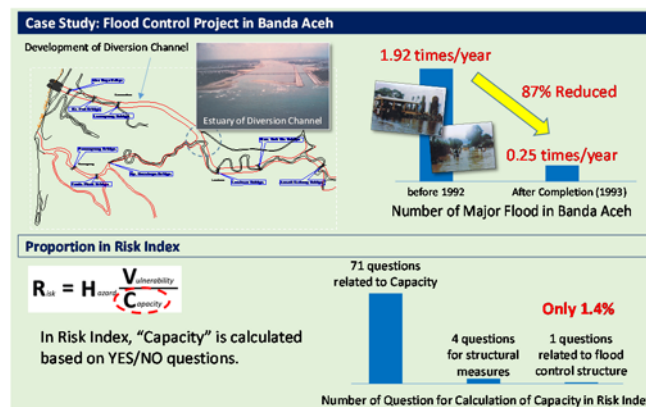 Case Study: Flood Control Project in Banda Aceh
Development of Diversion Channel
Estuary of Diversion Channel
1.92 times/year
87% Reduced
0.25 times/year
before 1992
After Completion (1993)
Number of Major Flood in Banda Aceh
Proportion in Risk Index
Risk = Hazard Vulnerability
Capacity
In Risk Index, “Capacity” is calculated
based on YES/NO questions.
71 questions
related to Capacity
Only 1.4%
4 questions
for structural
measures
1 questions
related to flood
control structure
Number of Question for Calculation of Capacity in Risk Inde